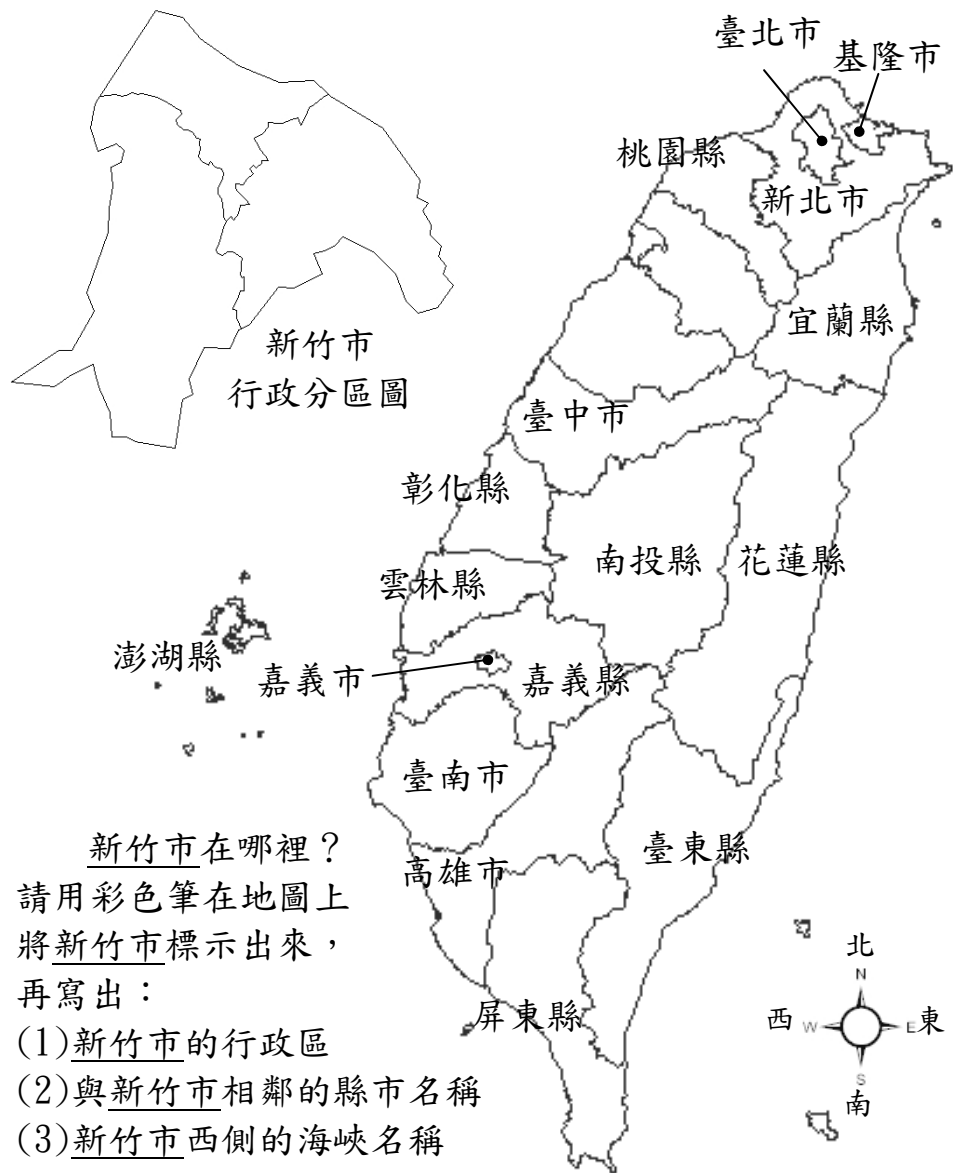 臺北市
基隆市
桃園縣
新北市
宜蘭縣
新竹市
行政分區圖
臺中市
彰化縣
南投縣
花蓮縣
雲林縣
澎湖縣
嘉義市
嘉義縣
臺南市
臺東縣
高雄市
屏東縣
新竹市在哪裡？
請用彩色筆在地圖上
將新竹市標示出來，
再寫出：
(1)新竹市的行政區
(2)與新竹市相鄰的縣市名稱
(3)新竹市西側的海峽名稱
北
N
西 W E 東
S
南